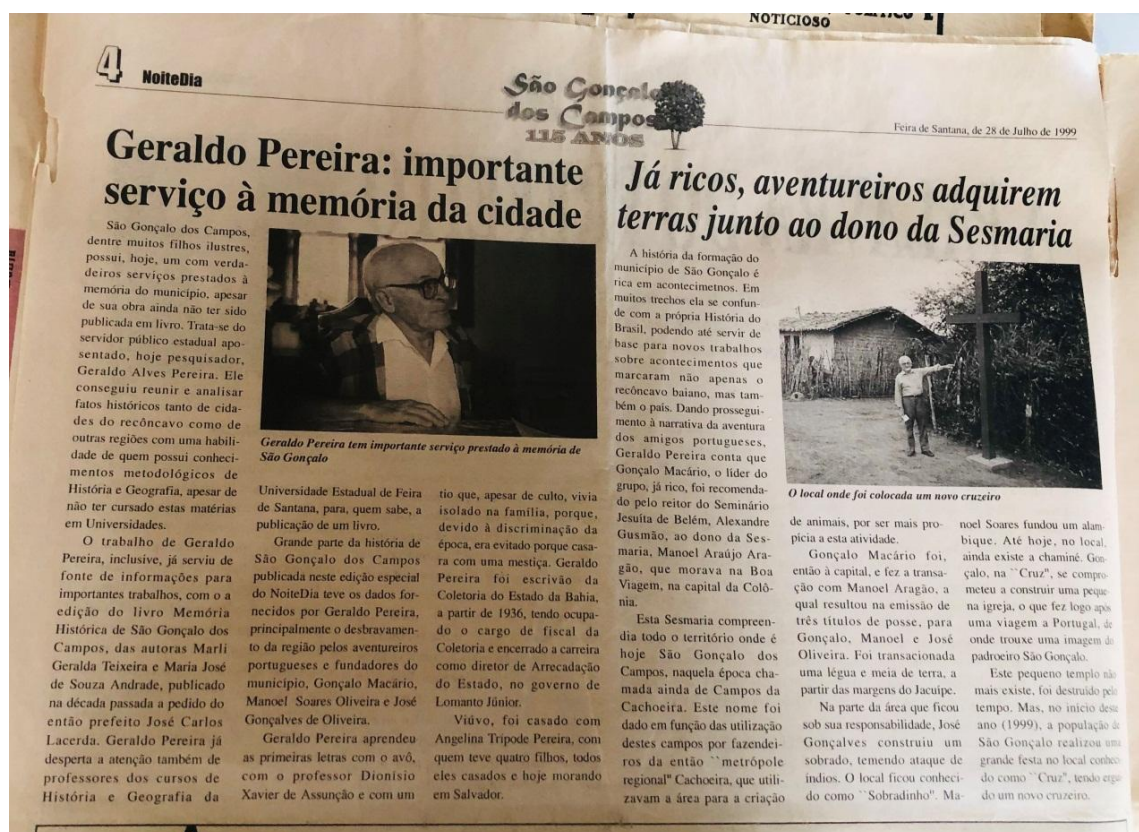 NOTICIOSO
4 NoiteDia
São Gonçalo
dos Campos
115 ANOS
Feira de Santana, de 28 de Julho de 1999
Geraldo Pereira: importante
serviço à memória da cidade
São Gonçalo dos Campos,
dentre muitos filhos ilustres,
possui, hoje, um com verda-
deiros serviços prestados à
memória do município, apesar
de sua obra ainda não ter sido
publicada em livro. Trata-se do
servidor público estadual apo-
sentado, hoje pesquisador,
Geraldo Alves Pereira. Ele
conseguiu reunir e analisar
fatos históricos tanto de cida-
des do recôncavo como de
outras regiões com uma habili-
dade de quem possui conheci-
mentos metodológicos de
História e Geografia, apesar de
não ter cursado estas matérias
em Universidades.
O trabalho de Geraldo
Pereira, inclusive, já serviu de
fonte de informações para
importantes trabalhos, com o a
edição do livro Memória
Histórica de São Gonçalo dos
Campos, das autoras Marli
Geralda Teixeira e Maria José
de Souza Andrade, publicado
na década passada a pedido do
então prefeito José Carlos
Lacerda. Geraldo Pereira já
desperta a atenção também de
professores dos cursos de
História e Geografia da
Geraldo Pereira tem importante serviço prestado à memória de
São Gonçalo
Universidade Estadual de Feira
de Santana, para, quem sabe, a
publicação de um livro.
Grande parte da história de
São Gonçalo dos Campos
publicada neste edição especial
do NoiteDia teve os dados for-
necidos por Geraldo Pereira,
principalmente o desbravamen-
to da região pelos aventureiros
portugueses e fundadores do
município, Gonçalo Macário,
Manoel Soares Oliveira e José
Gonçalves de Oliveira.
Geraldo Pereira aprendeu
as primeiras letras com o avô,
com o professor Dionísio
Xavier de Assunção e com um
tio que, apesar de culto, vivia
isolado na família, porque,
devido à discriminação da
época, era evitado porque casa-
ra com uma mestiça. Geraldo
Pereira foi escrivão da
Coletoria do Estado da Bahia,
a partir de 1936, tendo ocupa-
do o cargo de fiscal da
Coletoria e encerrado a carreira
como diretor de Arrecadação
do Estado, no governo de
Lomanto Júnior.
Viúvo, foi casado com
Angelina Tripode Pereira, com
quem teve quatro filhos, todos
eles casados e hoje morando
em Salvador.
Já ricos, aventureiros adquirem
terras junto ao dono da Sesmaria
A história da formação do
município de São Gonçalo é
rica em acontecimetnos. Em
muitos trechos ela se confun-
de com a própria História do
Brasil, podendo até servir de
base para novos trabalhos
sobre acontecimentos que
marcaram não apenas o
recôncavo baiano, mas tam-
bém o país. Dando prossegui-
mento à narrativa da aventura
dos amigos portugueses,
Geraldo Pereira conta que
Gonçalo Macário, o líder do
grupo, já rico, foi recomenda-
do pelo reitor do Seminário
Jesuíta de Belém, Alexandre
Gusmão, ao dono da Ses-
maria, Manoel Araújo Ara-
gão, que morava na Boa
Viagem, na capital da Colô-
nia.
Esta Sesmaria compreen-
dia todo o território onde é
hoje São Gonçalo dos
Campos, naquela época cha-
mada ainda de Campos da
Cachoeira. Este nome foi
dado em função das utilização
destes campos por fazendei-
ros da então ``metrópole
regional" Cachoeira, que utili-
zavam a área para a criação
O local onde foi colocada um novo cruzeiro
de animais, por ser mais pro-
pícia a esta atividade.
Gonçalo Macário foi,
então à capital, e fez a transa-
ção com Manoel Aragão, a
qual resultou na emissão de
três títulos de posse, para
Gonçalo, Manoel e José
Oliveira. Foi transacionada
uma légua e meia de terra, a
partir das margens do Jacuípe.
Na parte da área que ficou
sob sua responsabilidade, José
Gonçalves construiu um
sobrado, temendo ataque de
índios. O local ficou conheci-
do como ``Sobradinho". Ma-
noel Soares fundou um alam-
bique. Até hoje, no local,
ainda existe a chaminé. Gon-
çalo, na ``Cruz", se compro-
meteu a construir uma peque-
na igreja, o que fez logo após
uma viagem a Portugal, de
onde trouxe uma imagem do
padroeiro São Gonçalo.
Este pequeno templo não
mais existe, foi destruído pelo
tempo. Mas, no início deste
ano (1999), a população de
São Gonçalo realizou uma
grande festa no local conheci-
do como ``Cruz", tendo ergui-
do um novo cruzeiro.